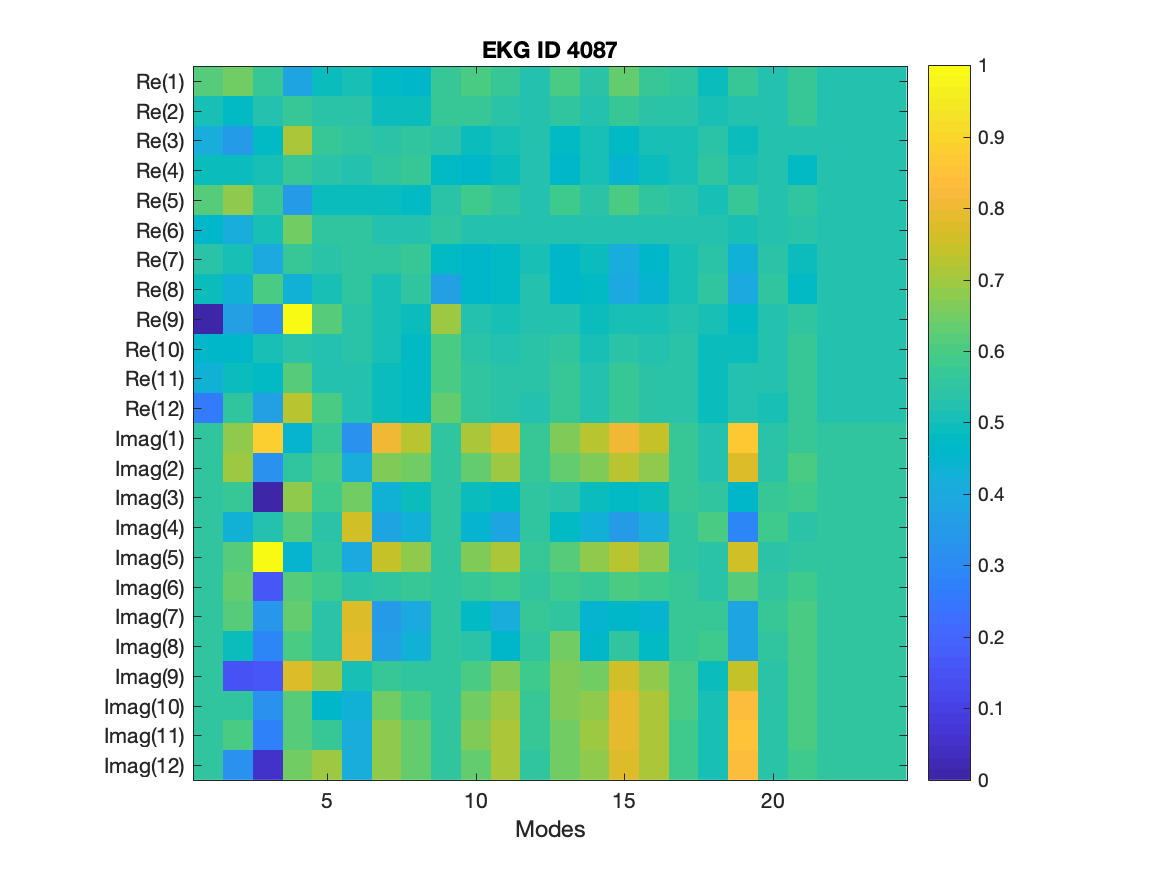 EKG ID 4087
Re(1)
Re(2)
Re(3)
Re(4)
Re(5)
Re(6)
Re(7)
Re(8)
Re(9)
Re(10)
Re(11)
Re(12)
Imag(1)
Imag(2)
Imag(3)
Imag(4)
Imag(5)
Imag(6)
Imag(7)
Imag(8)
Imag(9)
Imag(10)
Imag(11)
Imag(12)
5 10 15 20
Modes
1
0.9
0.8
0.7
0.6
0.5
0.4
0.3
0.2
0.1
0